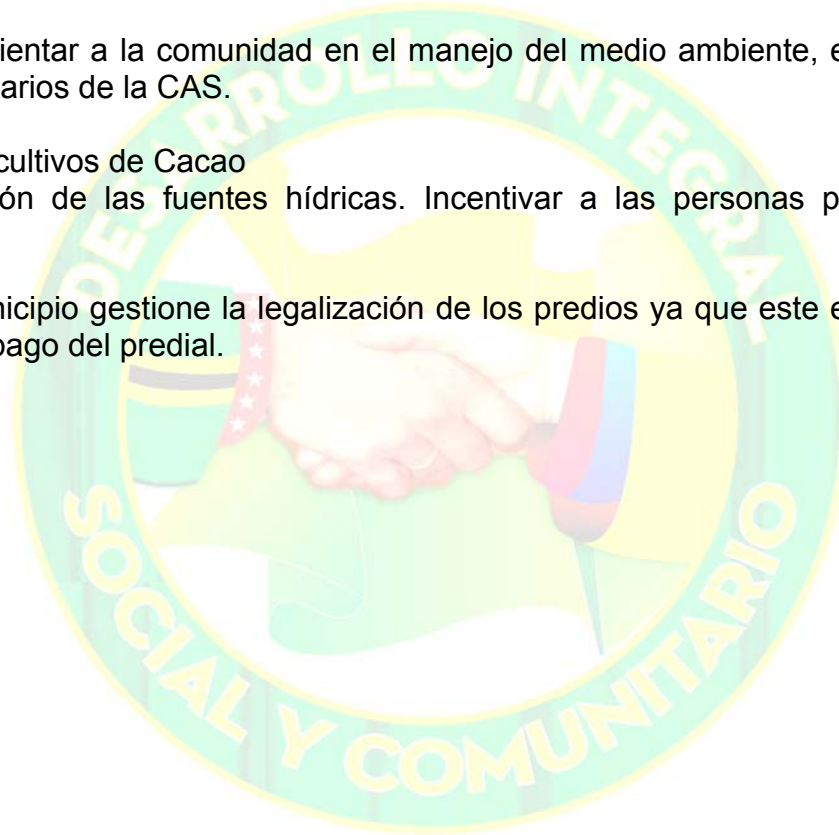 ientar a la comunidad en el manejo del medio ambiente, e
arios de la CAS.
cultivos de Cacao
ón de las fuentes hídricas. Incentivar a las personas p
nicipio gestione la legalización de los predios ya que este e
pago del predial.
DESARROLLO INTEGRAL
SOCIAL Y COMUNITARIO